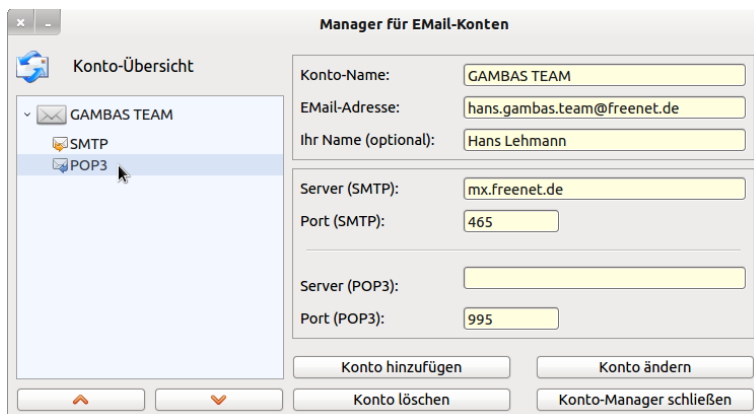 Manager für EMail-Konten
Konto-Übersicht
GAMBAS TEAM
SMTP
POP3
Konto-Name: GAMBAS TEAM
EMail-Adresse: hans.gambas.team@freenet.de
Ihr Name (optional): Hans Lehmann
Server (SMTP): mx.freenet.de
Port (SMTP): 465
Server (POP3):
Port (POP3): 995
Konto hinzufügen
Konto ändern
Konto löschen
Konto-Manager schließen